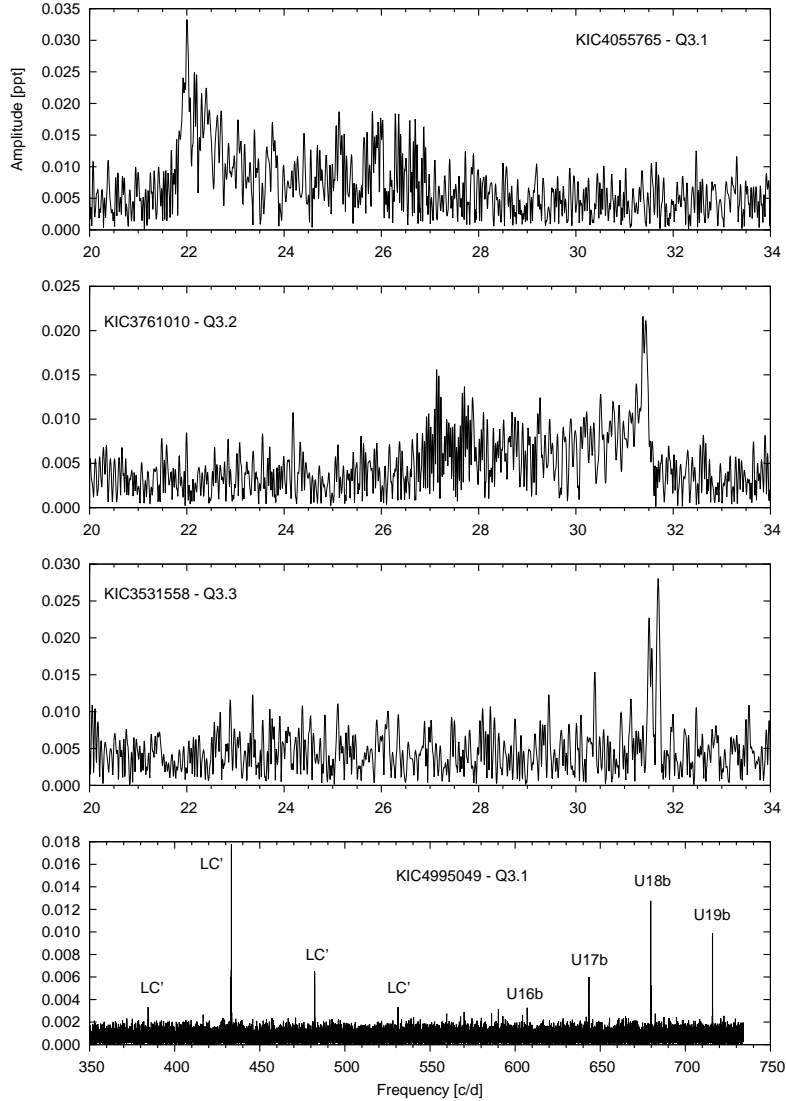 Amplitude [ppt]
0.035
0.030
0.025
0.020
0.015
0.010
0.005
0.000
KIC4055765 - Q3.1
20 22 24 26 28 30 32 34
0.025
0.020
0.015
0.010
0.005
0.000
KIC3761010 - Q3.2
20 22 24 26 28 30 32 34
0.030
0.025
0.020
0.015
0.010
0.005
0.000
KIC3531558 - Q3.3
20 22 24 26 28 30 32 34
0.018
0.016
0.014
0.012
0.010
0.008
0.006
0.004
0.002
0.000
KIC4995049 - Q3.1
LC'
LC'
LC'
LC'
U16b
U17b
U18b
U19b
350 400 450 500 550 600 650 700 750
Frequency [c/d]